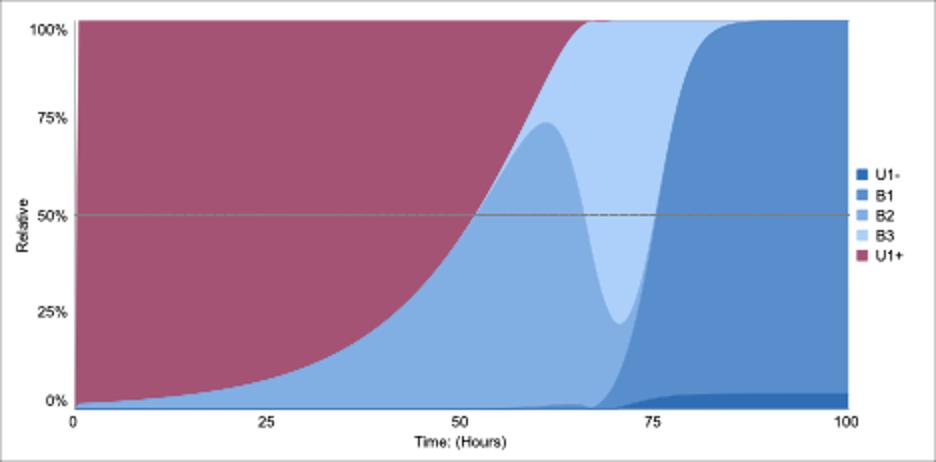 100%
75%
50%
25%
0%
Relative
0 25 50 75 100
Time: (Hours)
U1-
B1
B2
B3
U1+